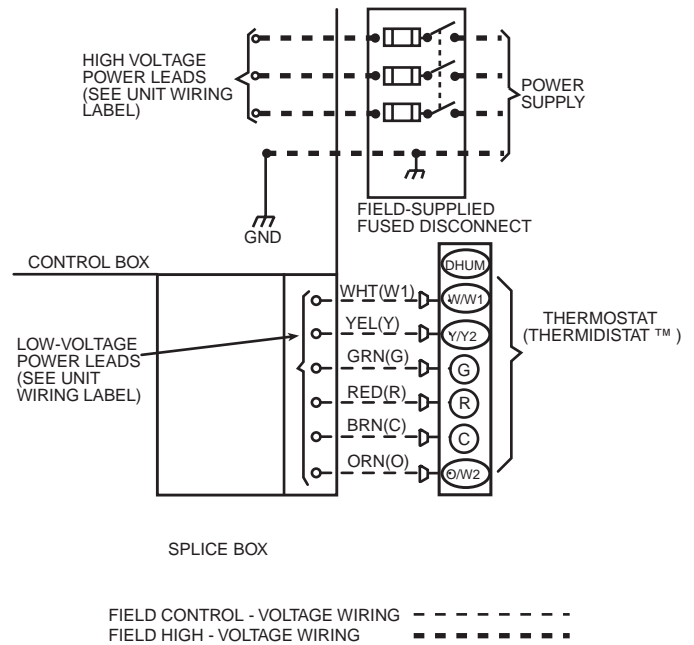 HIGH VOLTAGE
POWER LEADS
(SEE UNIT WIRING
LABEL)
POWER
SUPPLY
GND
FIELD-SUPPLIED
FUSED DISCONNECT
CONTROL BOX
LOW-VOLTAGE
POWER LEADS
(SEE UNIT
WIRING LABEL)
WHT(W1)
YEL(Y)
GRN(G)
RED(R)
BRN(C)
ORN(O)
DHUM
W/W1
Y/Y2
G
R
C
O/W2
THERMOSTAT
(THERMIDISTAT ™ )
SPLICE BOX
FIELD CONTROL - VOLTAGE WIRING
FIELD HIGH - VOLTAGE WIRING